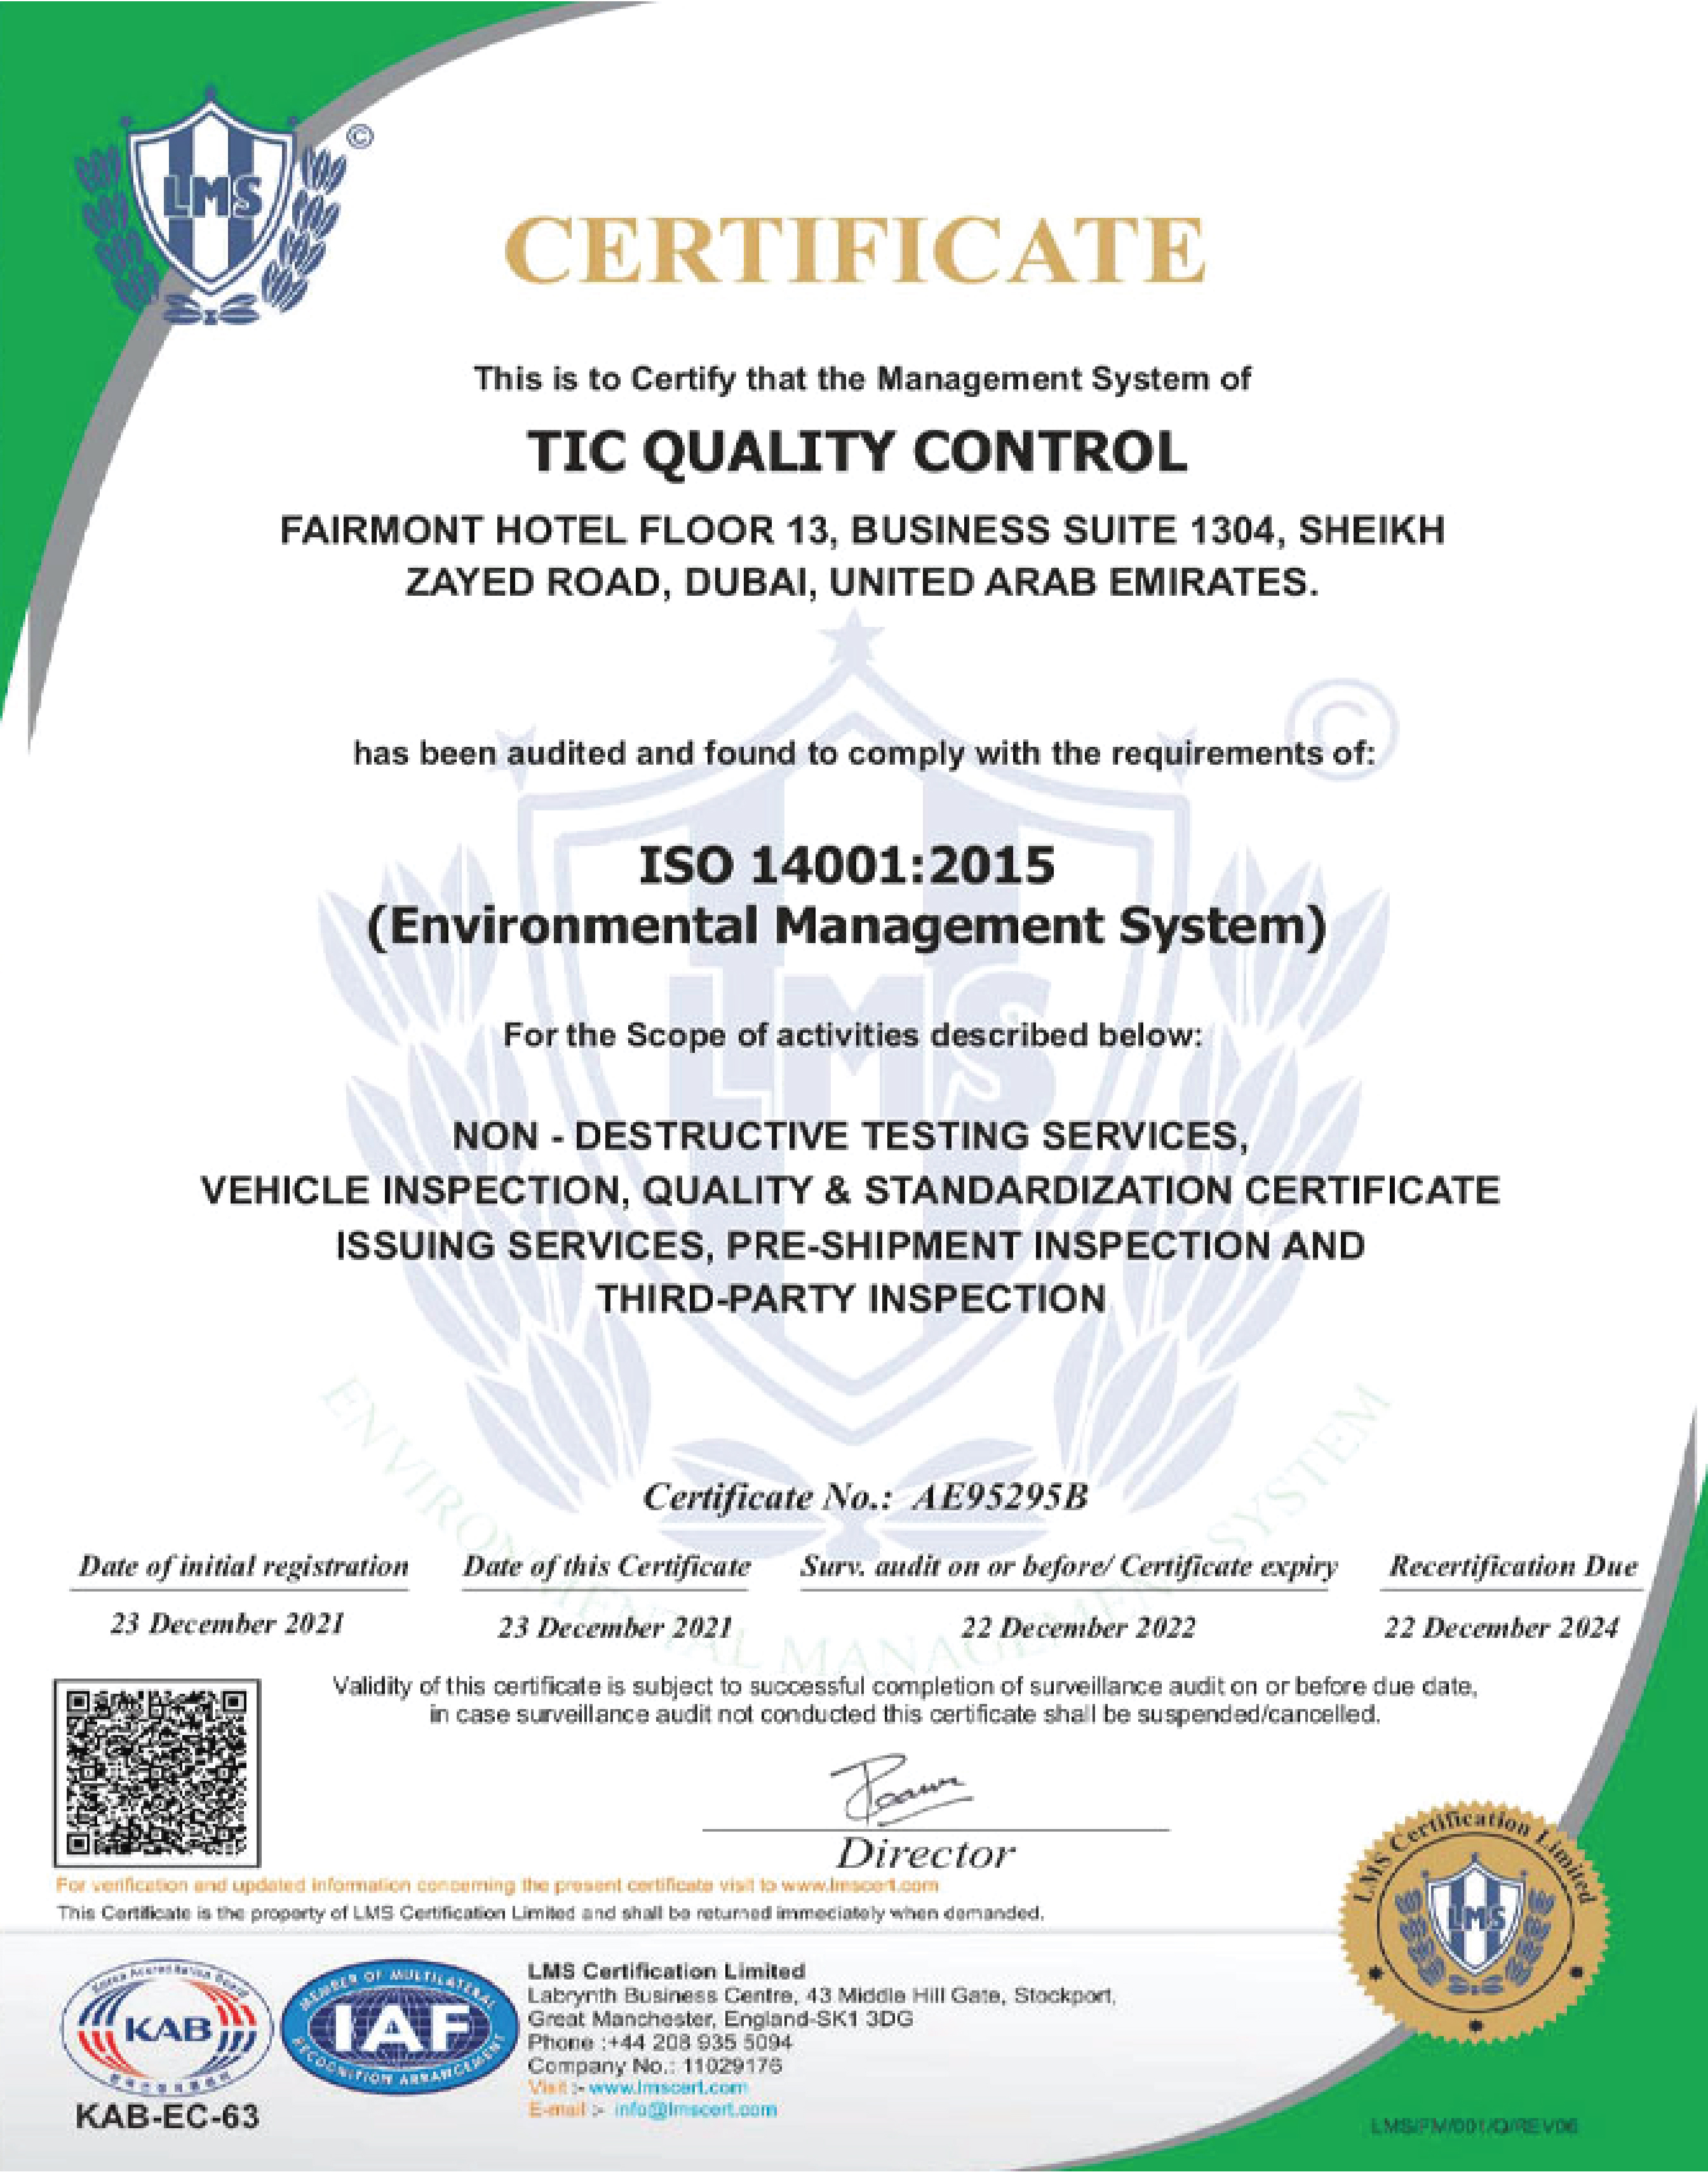 LMS
©
CERTIFICATE
This is to Certify that the Management System of
TIC QUALITY CONTROL
FAIRMONT HOTEL FLOOR 13, BUSINESS SUITE 1304, SHEIKH
ZAYED ROAD, DUBAI, UNITED ARAB EMIRATES.
©
has been audited and found to comply with the requirements of:
ISO 14001:2015
(Environmental Management System)
LMS
For the Scope of activities described below:
NON - DESTRUCTIVE TESTING SERVICES,
VEHICLE INSPECTION, QUALITY & STANDARDIZATION CERTIFICATE
ISSUING SERVICES, PRE-SHIPMENT INSPECTION AND
THIRD-PARTY INSPECTION
ENVIRONMENTAL MANAGEMENT SYSTEM
Certificate No.: AE95295B
Date of initial registration Date of this Certificate Surv. audit on or before/ Certificate expiry Recertification Due
23 December 2021 23 December 2021 22 December 2022 22 December 2024
Validity of this certificate is subject to successful completion of surveillance audit on or before due date,
in case surveillance audit not conducted this certificate shall be suspended/cancelled.
Director
For verification and updated information concerning the present certificate visit to www.lmscert.com
This Certificate is the property of LMS Certification Limited and shall be returned immediately when demanded.
LMS Certification Limited
LMS
Korea Accreditation Board
KAB
KAB-EC-63
MEMBER OF MULTILATERAL
IAF
RECOGNITION ARRANGEMENT
LMS Certification Limited
Labrynth Business Centre, 43 Middle Hill Gate, Stockport,
Great Manchester, England-SK1 3DG
Phone :+44 208 935 5094
Company No.: 11029176
Visit :- www.lmscert.com
E-mail :- info@lmscert.com
LMS/FM/001/Q/REV06